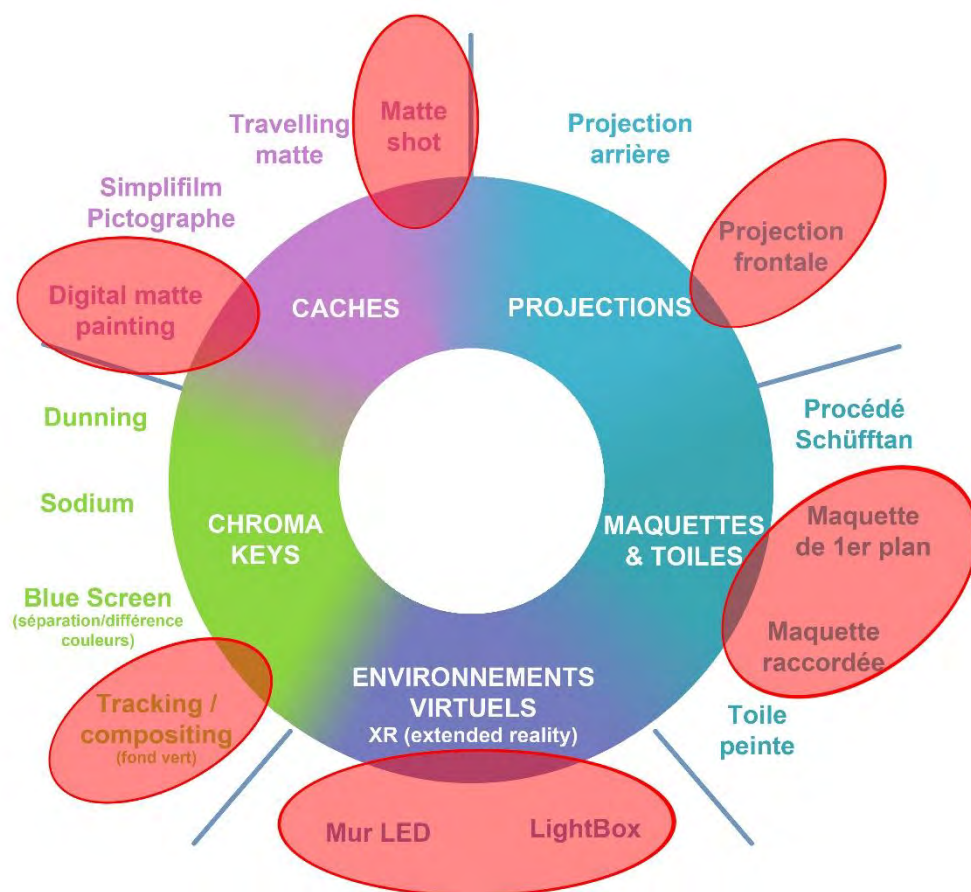 Matte
shot
Travelling
matte
Projection
arrière
Simplifilm
Pictographe
Projection
frontale
Digital matte
painting
CACHES
PROJECTIONS
Dunning
Procédé
Schüfftan
Sodium
CHROMA
KEYS
MAQUETTES
& TOILES
Maquette
de 1er plan
Blue Screen
(séparation/différence
couleurs)
Maquette
raccordée
ENVIRONNEMENTS
VIRTUELS
XR (extended reality)
Tracking /
compositing
(fond vert)
Toile
peinte
Mur LED
LightBox